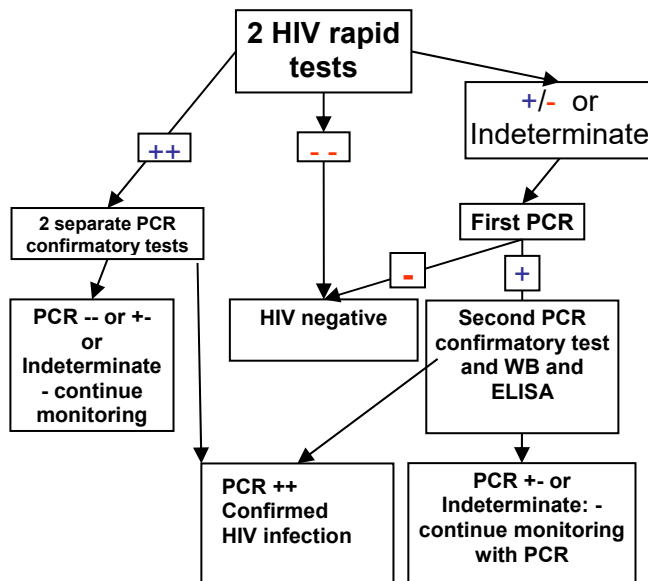 2 HIV rapid
tests
++
- -
+/- or
Indeterminate
2 separate PCR
confirmatory tests
First PCR
-
+
PCR -- or +-
or
Indeterminate
- continue
monitoring
HIV negative
Second PCR
confirmatory test
and WB and
ELISA
PCR ++
Confirmed
HIV infection
PCR +- or
Indeterminate: -
continue monitoring
with PCR